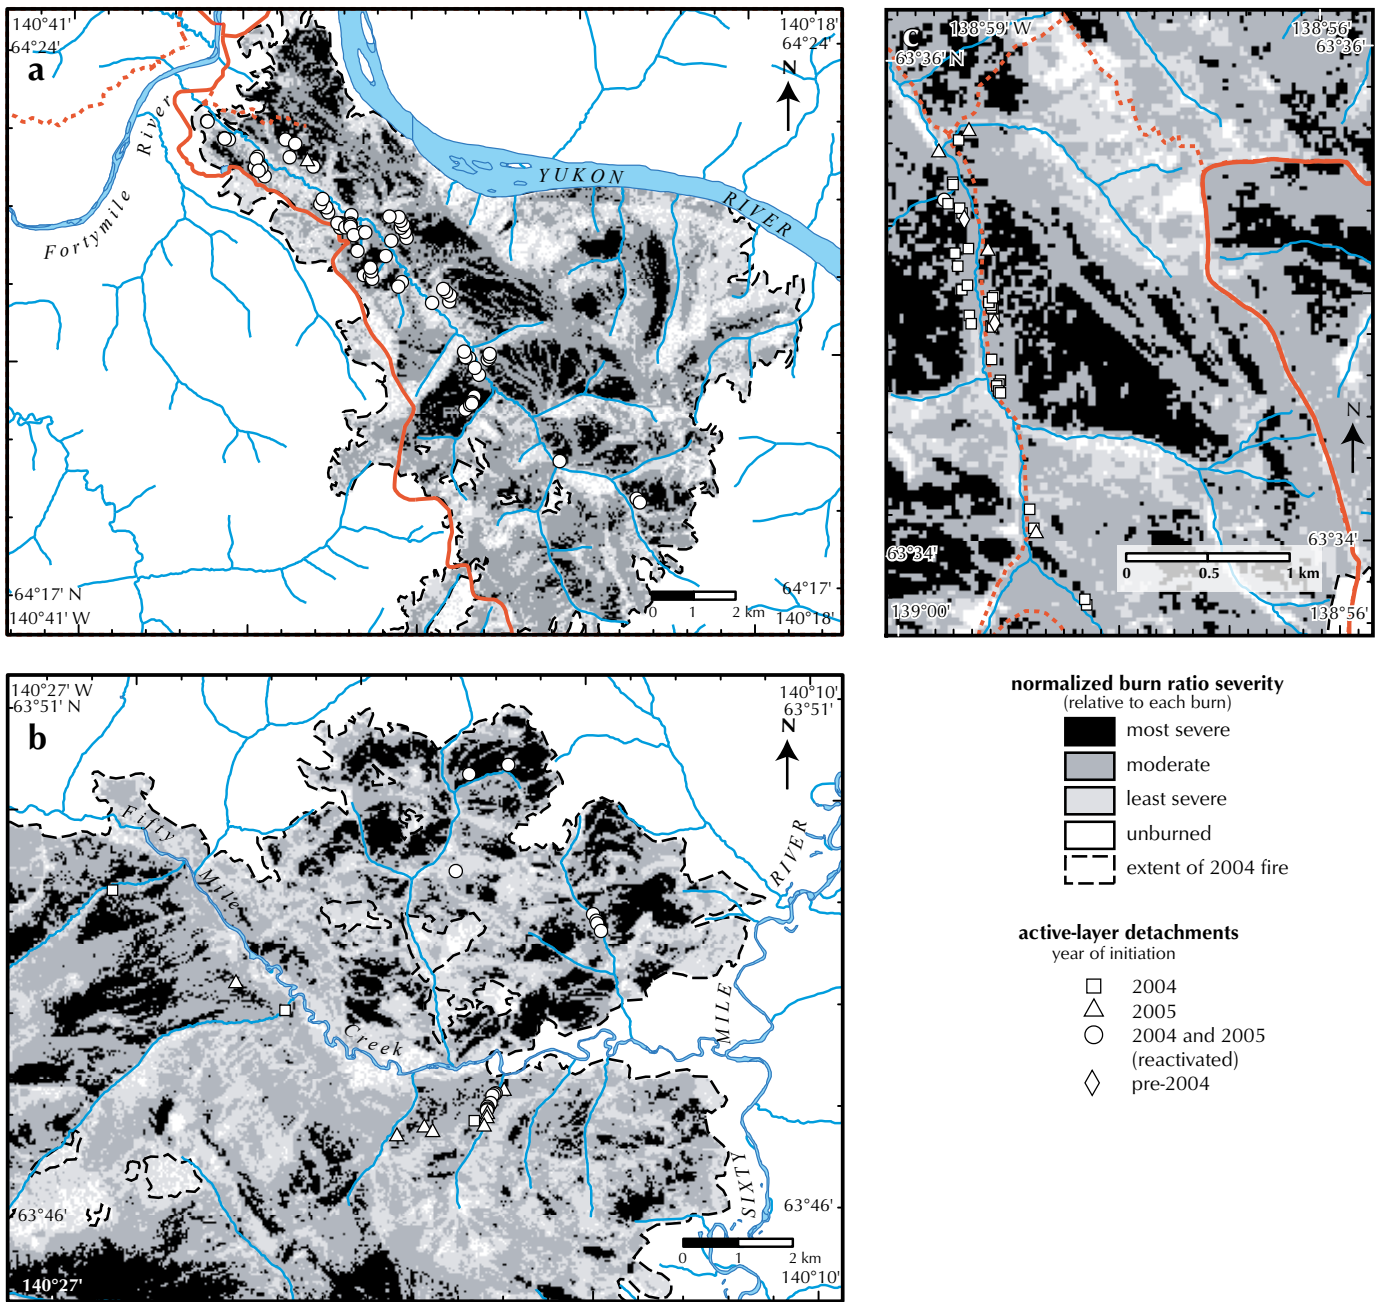 140°41'
64°24'
a
140°18'
64°24'
N
River
Fortymile
YUKON
RIVER
64°17' N
140°41' W
64°17'
140°18'
0 1 2 km
c
138°59' W
63°36' N
138°56'
63°36'
N
63°34'
63°34'
0 0.5 1 km
139°00'
138°56'
140°27' W
63°51' N
b
140°10'
63°51'
N
Fifty
Mile
Creek
RIVER
MILE
SIXTY
63°46'
140°27'
63°46'
140°10'
0 1 2 km
normalized burn ratio severity
(relative to each burn)
most severe
moderate
least severe
unburned
extent of 2004 fire
active-layer detachments
year of initiation
2004
2005
2004 and 2005
(reactivated)
pre-2004